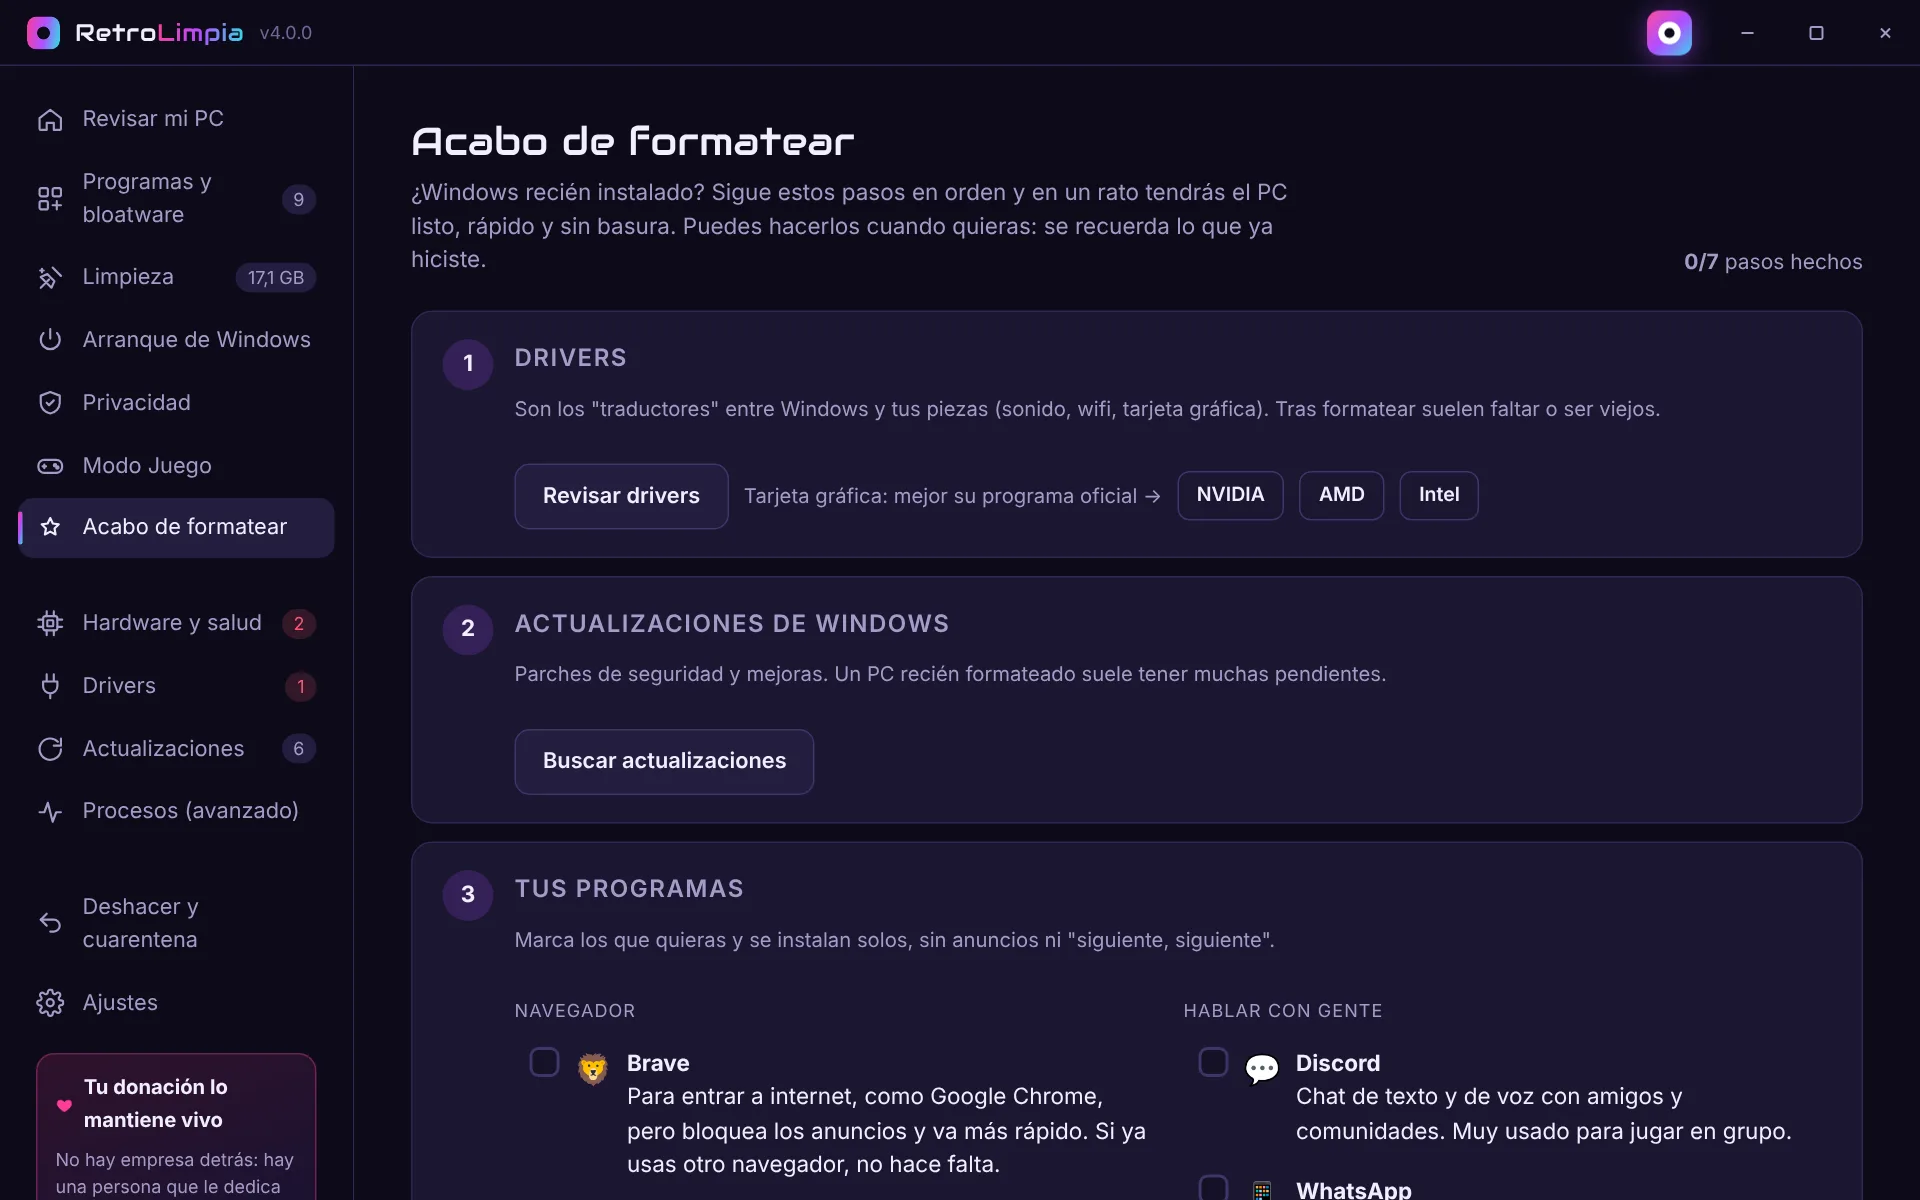 RetroLimpia v4.0.0
Revisar mi PC
Programas y
bloatware
9
Limpieza
17,1 GB
Arranque de Windows
Privacidad
Modo Juego
Acabo de formatear
Hardware y salud
2
Drivers
1
Actualizaciones
6
Procesos (avanzado)
Deshacer y
cuarentena
Ajustes
Tu donación lo
mantiene vivo
No hay empresa detrás: hay
una persona que le dedica
Acabo de formatear
¿Windows recién instalado? Sigue estos pasos en orden y en un rato tendrás el PC
listo, rápido y sin basura. Puedes hacerlos cuando quieras: se recuerda lo que ya
hiciste.
0/7 pasos hechos
1
DRIVERS
Son los "traductores" entre Windows y tus piezas (sonido, wifi, tarjeta gráfica). Tras formatear suelen faltar o ser viejos.
Revisar drivers
Tarjeta gráfica: mejor su programa oficial →
NVIDIA
AMD
Intel
2
ACTUALIZACIONES DE WINDOWS
Parches de seguridad y mejoras. Un PC recién formateado suele tener muchas pendientes.
Buscar actualizaciones
3
TUS PROGRAMAS
Marca los que quieras y se instalan solos, sin anuncios ni "siguiente, siguiente".
NAVEGADOR
Brave
Para entrar a internet, como Google Chrome,
pero bloquea los anuncios y va más rápido. Si ya
usas otro navegador, no hace falta.
HABLAR CON GENTE
Discord
Chat de texto y de voz con amigos y
comunidades. Muy usado para jugar en grupo.
WhatsApp